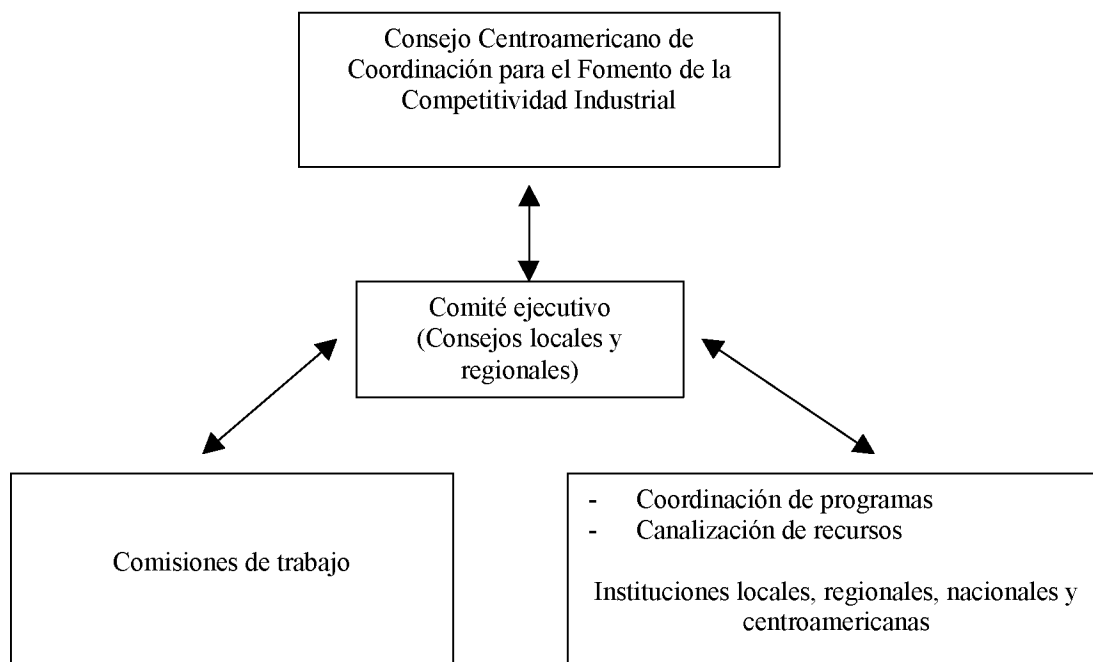 Consejo Centroamericano de
Coordinación para el Fomento de la
Competitividad Industrial
Comité ejecutivo
(Consejos locales y
regionales)
Comisiones de trabajo
- Coordinación de programas
- Canalización de recursos
Instituciones locales, regionales, nacionales y
centroamericanas